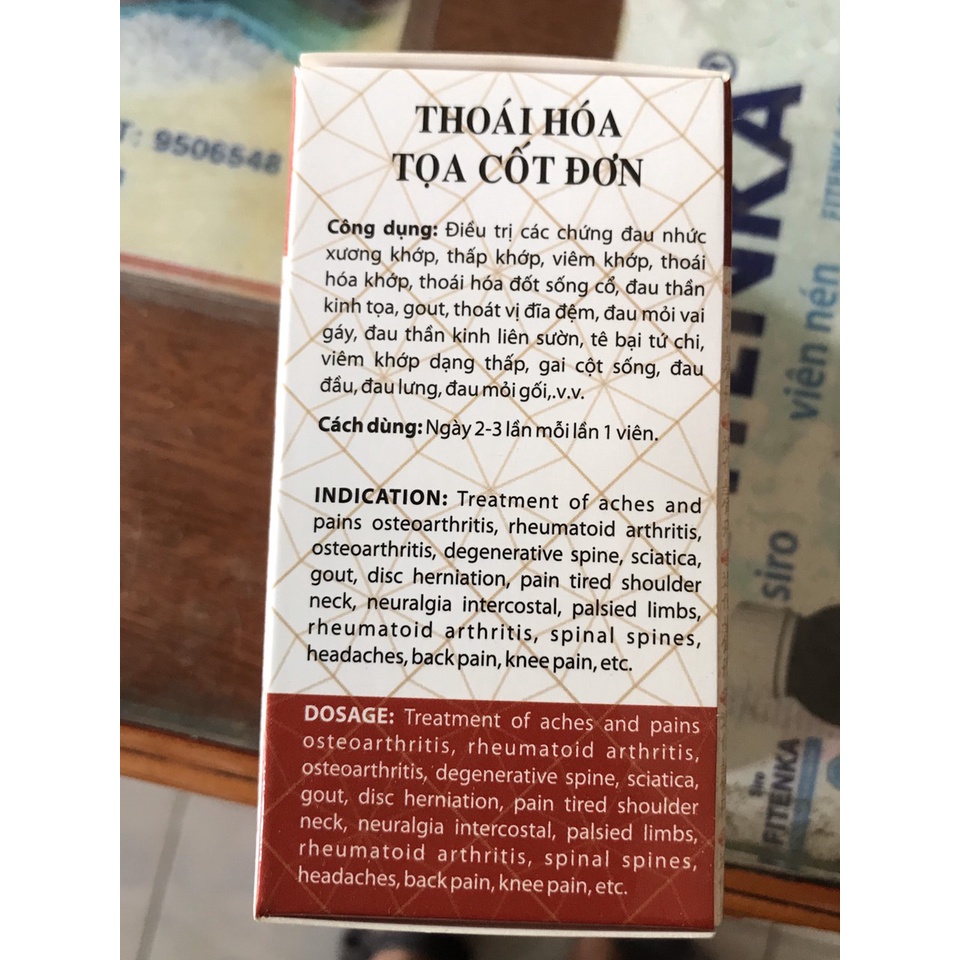 THOÁI HÓA
TỌA CỐT ĐƠN
Công dụng: Điều trị các chứng đau nhức
xương khớp, thấp khớp, viêm khớp, thoái
hóa khớp, thoái hóa đốt sống cổ, đau thần
kinh tọa, gout, thoát vị đĩa đệm, đau mỏi vai
gáy, đau thần kinh liên sườn, tê bại tứ chi,
viêm khớp dạng thấp, gai cột sống, đau
đầu, đau lưng, đau mỏi gối,.v.v.
Cách dùng: Ngày 2-3 lần mỗi lần 1 viên.
INDICATION: Treatment of aches and
pains osteoarthritis, rheumatoid arthritis,
osteoarthritis, degenerative spine, sciatica,
gout, disc herniation, pain tired shoulder
neck, neuralgia intercostal, palsied limbs,
rheumatoid arthritis, spinal spines,
headaches, back pain, knee pain, etc.
DOSAGE: Treatment of aches and pains
osteoarthritis, rheumatoid arthritis,
osteoarthritis, degenerative spine, sciatica,
gout, disc herniation, pain tired shoulder
neck, neuralgia intercostal, palsied limbs,
rheumatoid arthritis, spinal spines,
headaches, back pain, knee pain, etc.
T: 9506548
FITENKA
viên nén
siro
Siro
FITENKA